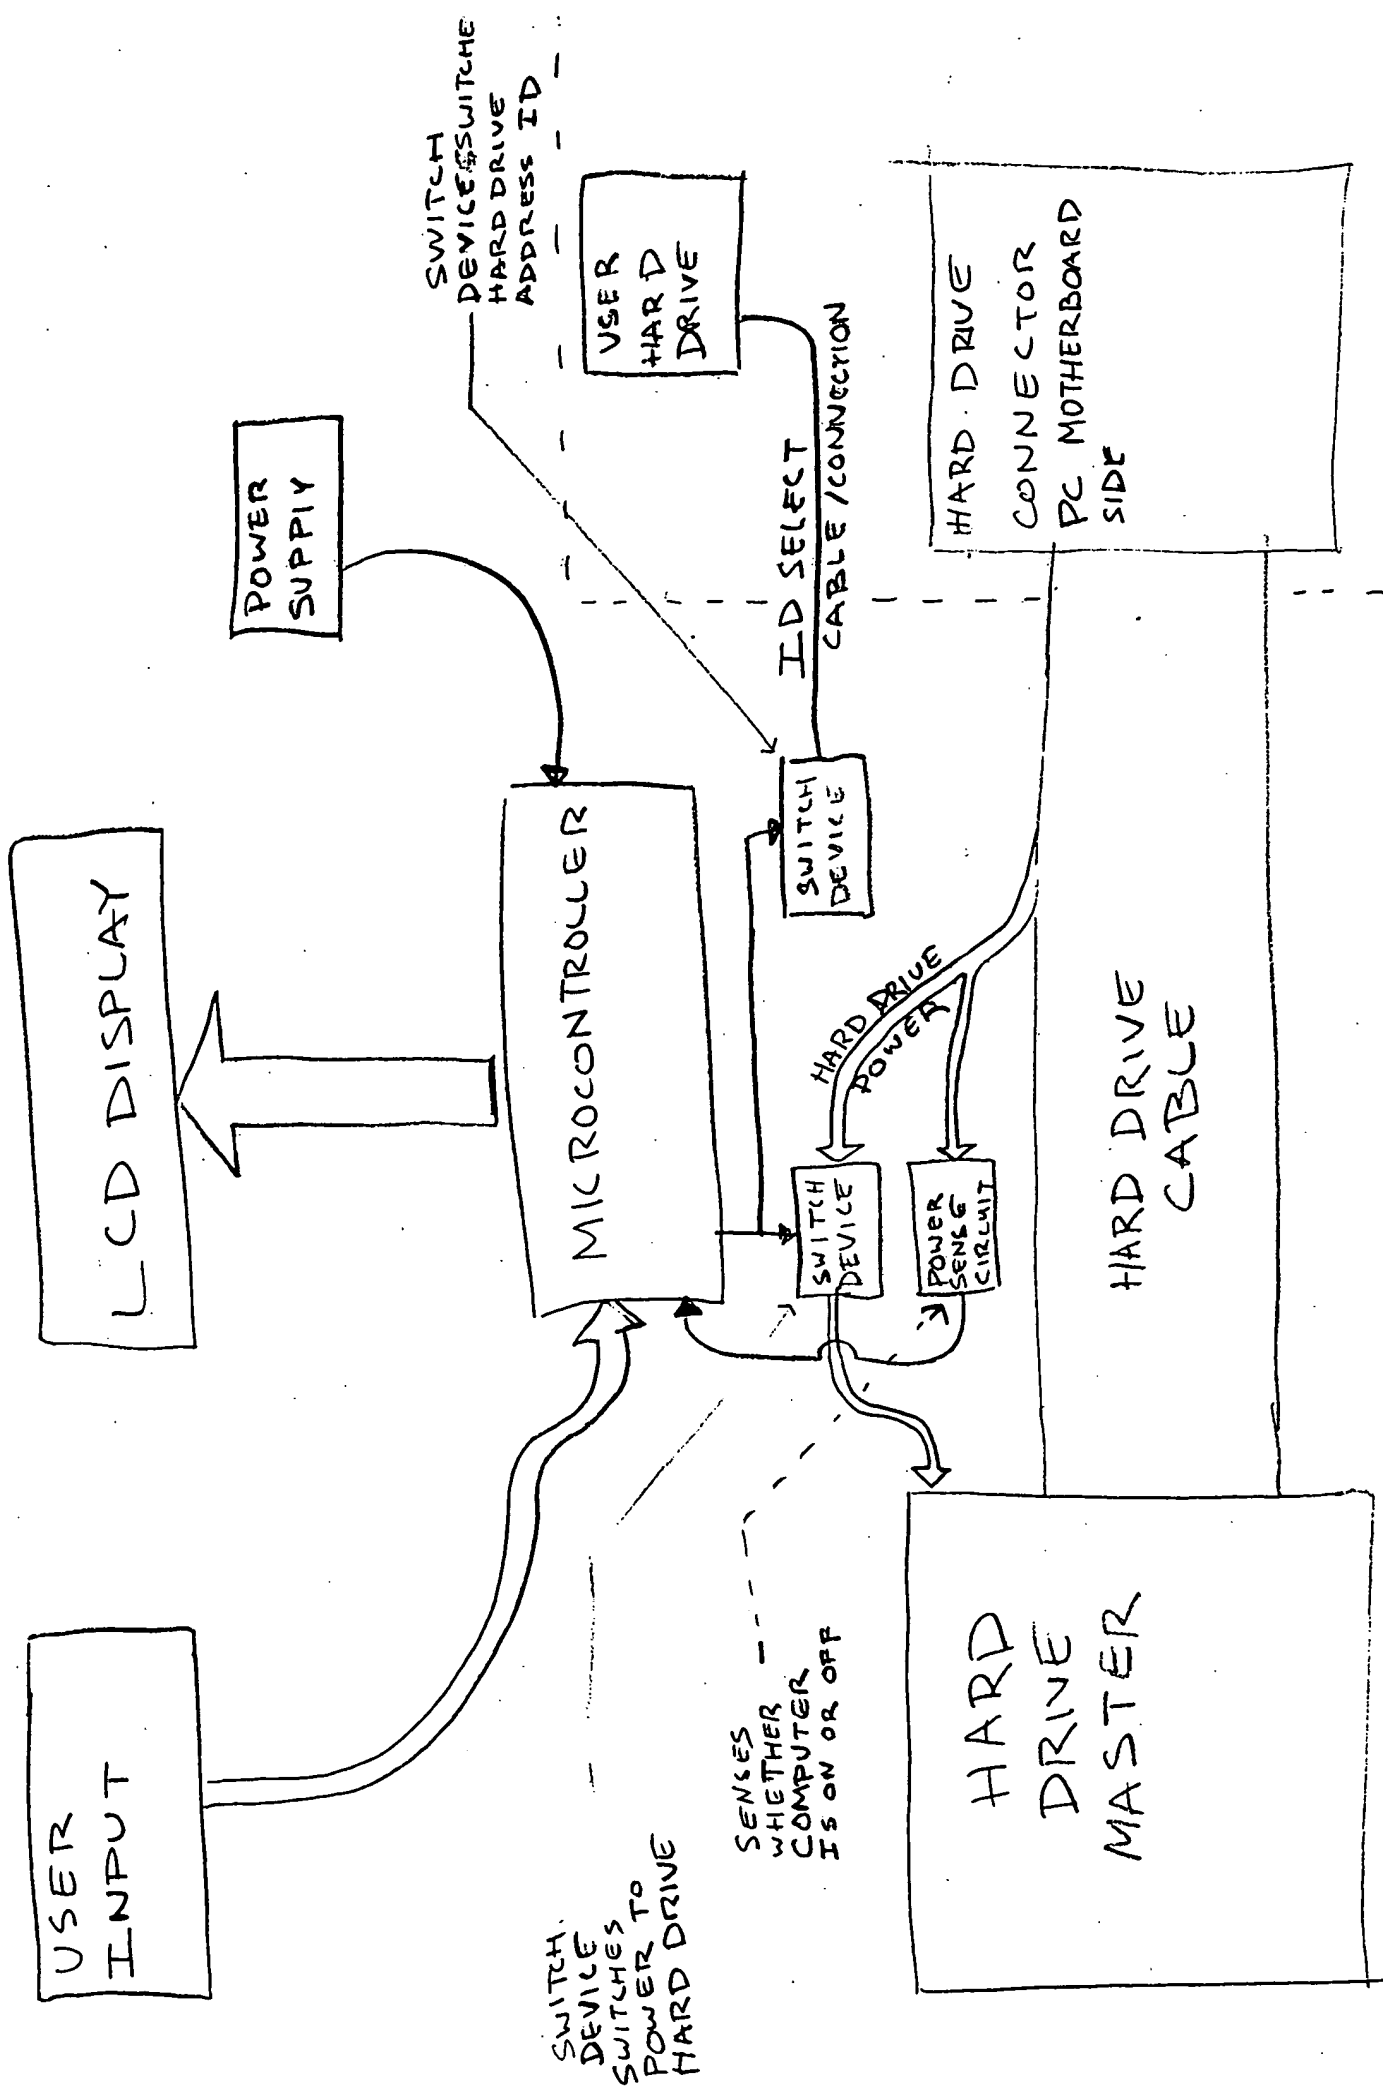 USER
INPUT
LCD DISPLAY
POWER
SUPPLY
SWITCH
DEVICE SWITCHE
HARD DRIVE
ADDRESS ID
MICROCONTROLLER
USER
HARD
DRIVE
SWITCH
DEVICE
ID SELECT
CABLE/CONNECTION
SWITCH
DEVICE
SWITCHES
POWER TO
HARD DRIVE
SENSES
WHETHER
COMPUTER
IS ON OR OFF
SWITCH
DEVICE
HARD DRIVE
POWER
POWER
SENSE
CIRCUIT
HARD
DRIVE
MASTER
HARD DRIVE
CABLE
HARD DRIVE
CONNECTOR
PC MOTHERBOARD
SIDE